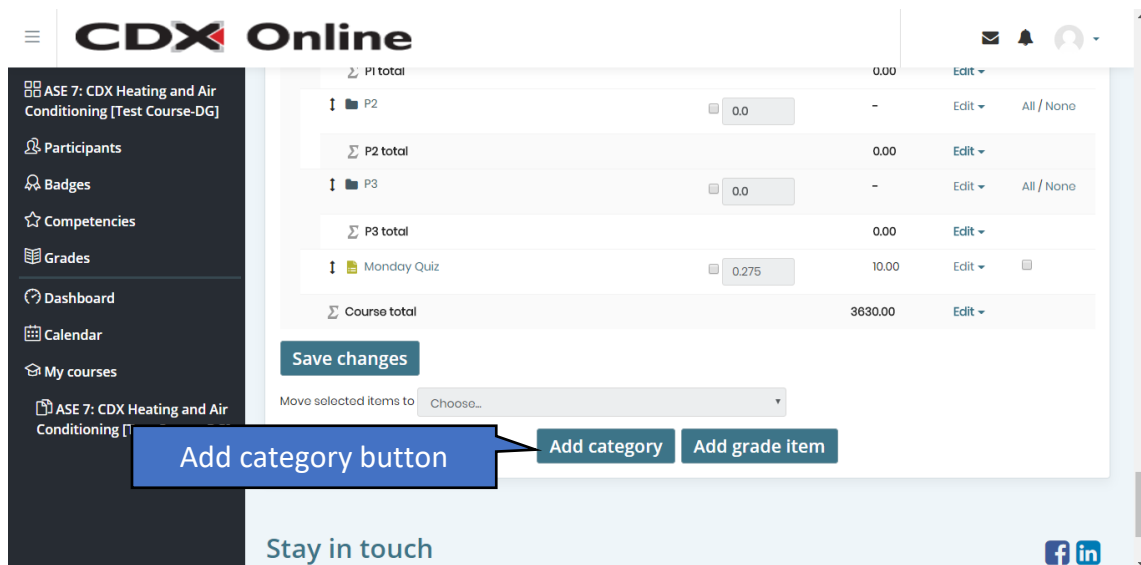 CDX Online
ASE 7: CDX Heating and Air
Conditioning [Test Course-DG]
Participants
Badges
Competencies
Grades
Dashboard
Calendar
My courses
ASE 7: CDX Heating and Air
Conditioning [T
∑ P1 total 0.00 Edit
P2 0.0 – Edit All / None
∑ P2 total 0.00 Edit
P3 0.0 – Edit All / None
∑ P3 total 0.00 Edit
Monday Quiz 0.275 10.00 Edit
∑ Course total 3630.00 Edit
Save changes
Move selected items to Choose...
Add category button
Add category Add grade item
Stay in touch
f in